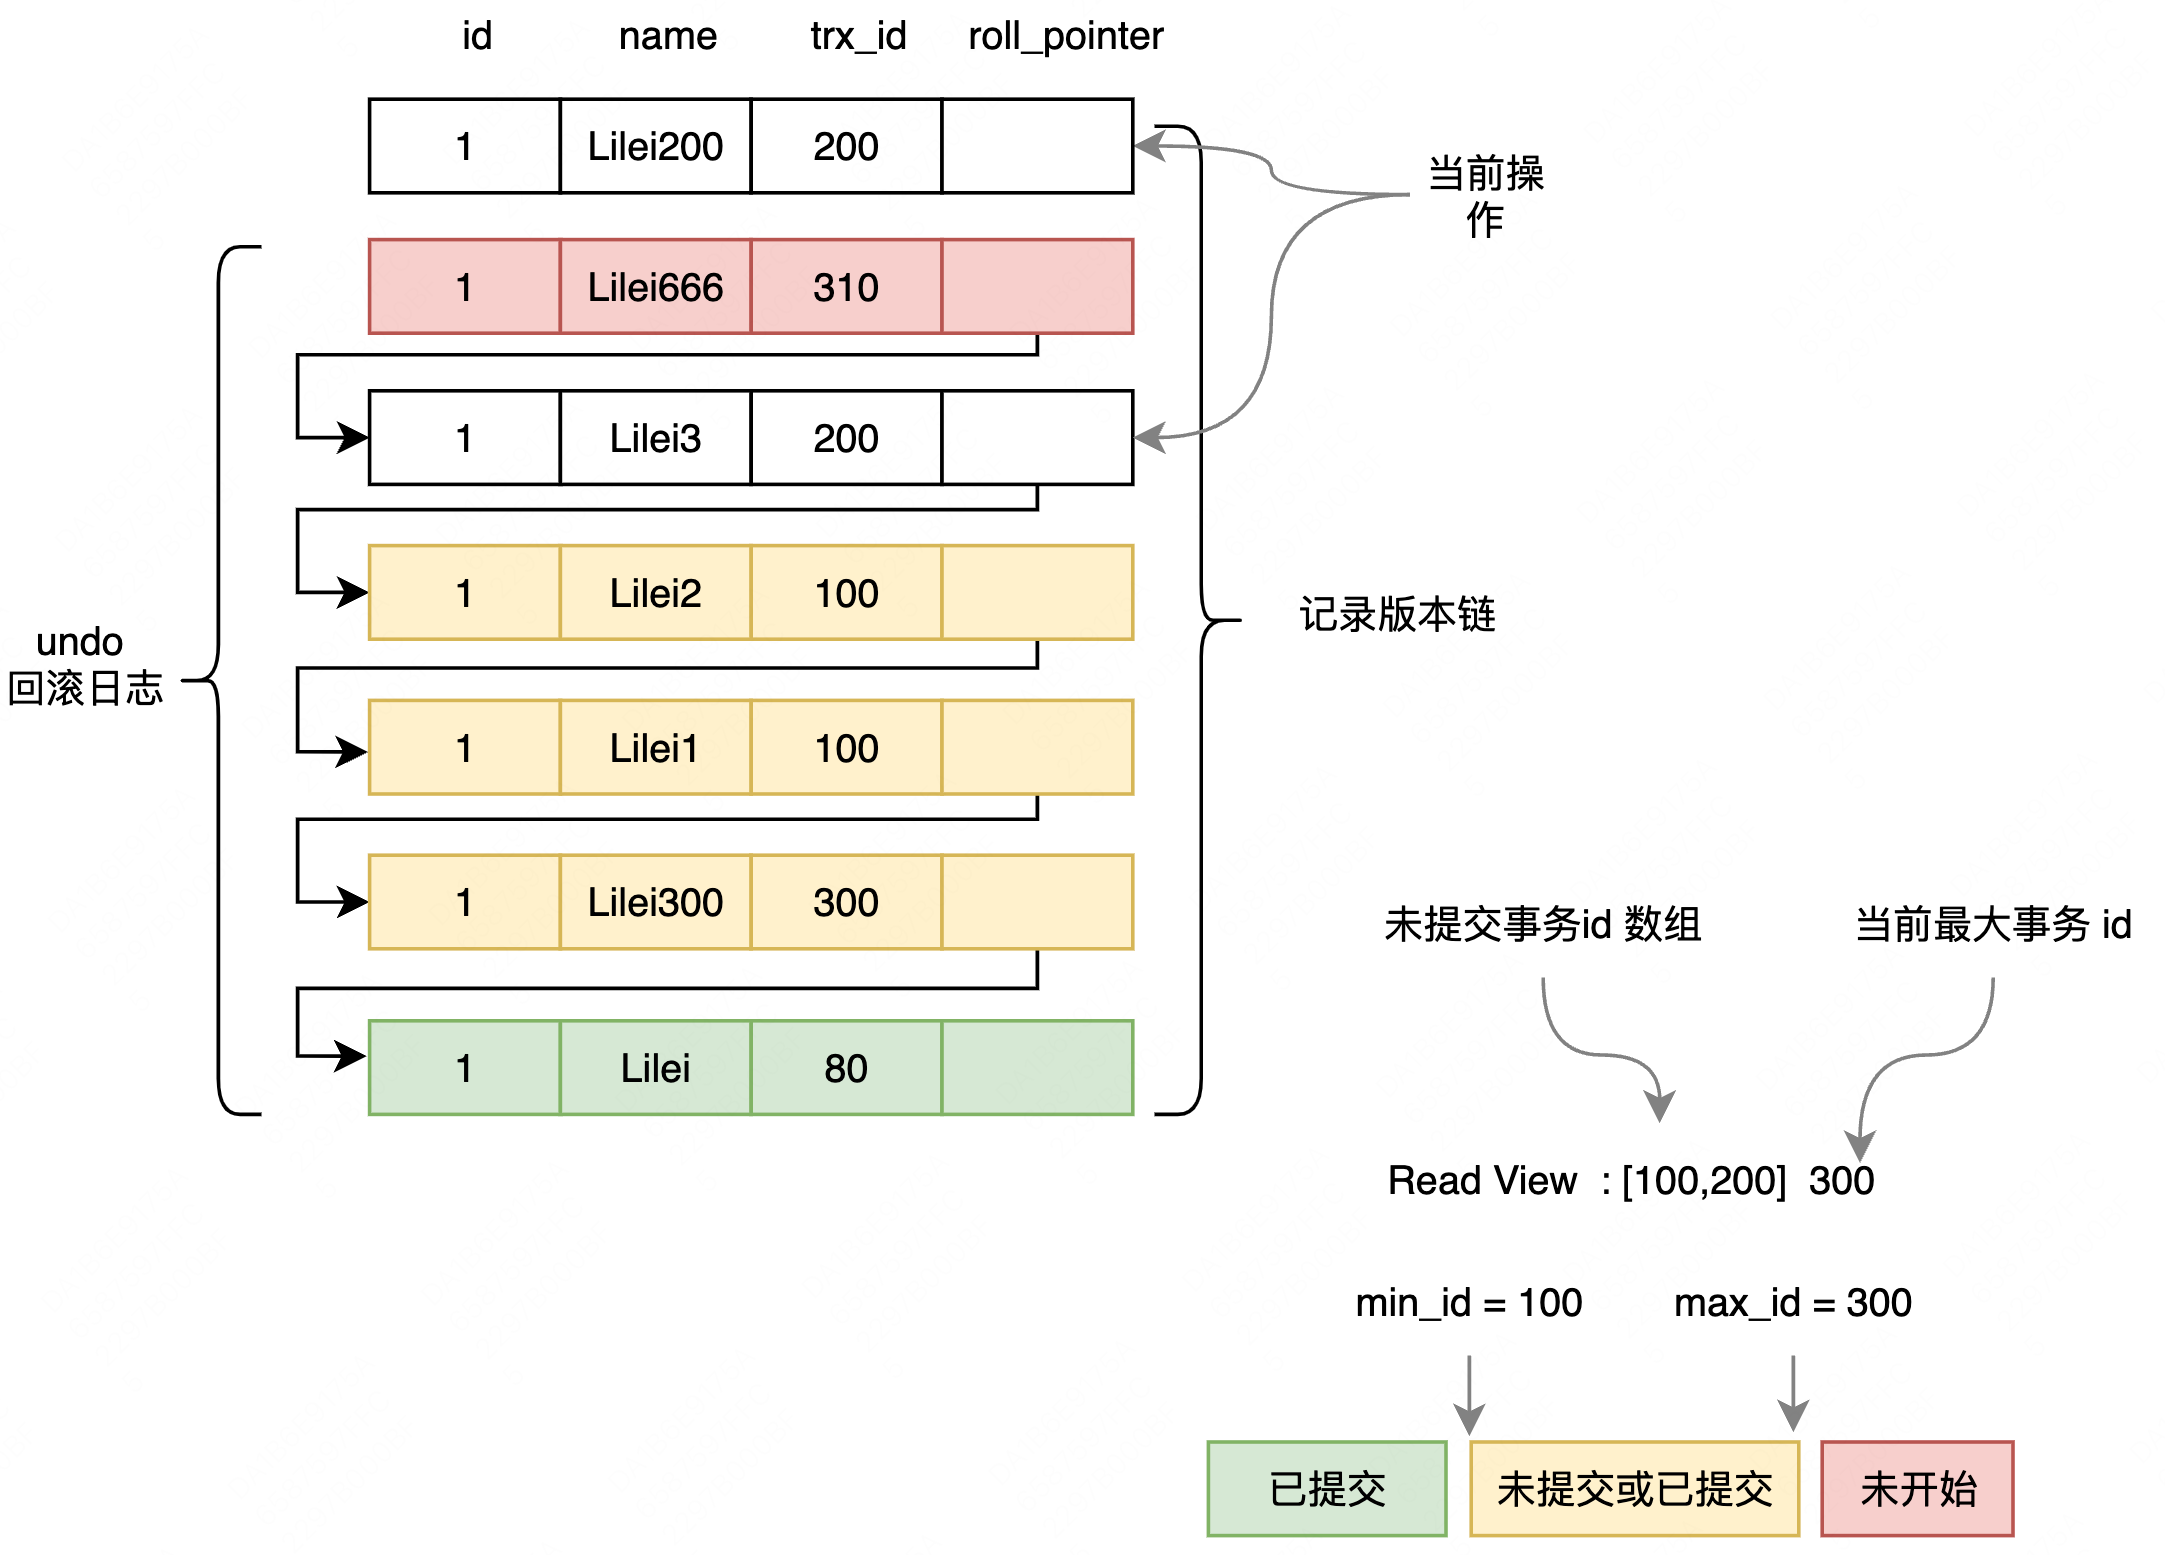 id name trx_id roll_pointer
1 Lilei200 200
当前操
作
1 Lilei666 310
1 Lilei3 200
1 Lilei2 100
记录版本链
undo
回滚日志
1 Lilei1 100
1 Lilei300 300
未提交事务id 数组
当前最大事务 id
1 Lilei 80
Read View : [100,200] 300
min_id = 100
max_id = 300
已提交
未提交或已提交
未开始